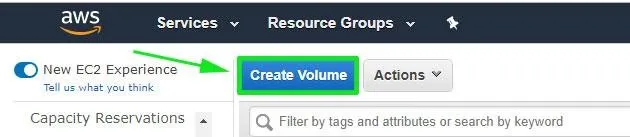 aws Services Resource Groups
New EC2 Experience
Tell us what you think
Create Volume Actions
Capacity Reservations
Filter by tags and attributes or search by keyword